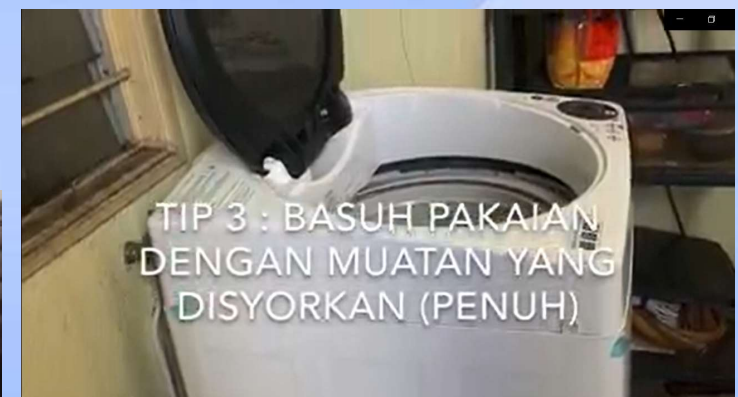 TIP 3 : BASUH PAKAIAN
DENGAN MUATAN YANG
DISYORKAN (PENUH)